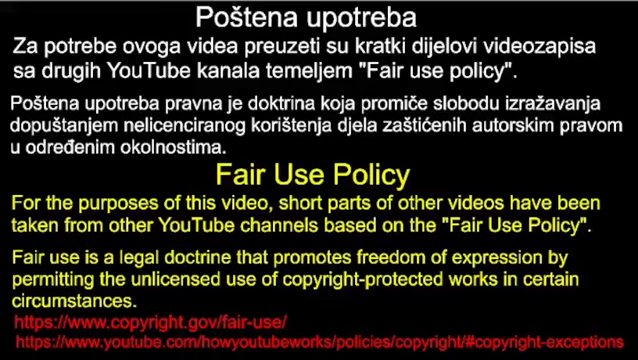 Poštena upotreba
Za potrebe ovoga videa preuzeti su kratki dijelovi videozapisa
sa drugih YouTube kanala temeljem "Fair use policy".
Poštena upotreba pravna je doktrina koja promiče slobodu izražavanja
dopuštanjem nelicenciranog korištenja djela zaštićenih autorskim pravom
u određenim okolnostima.
Fair Use Policy
For the purposes of this video, short parts of other videos have been
taken from other YouTube channels based on the "Fair Use Policy".
Fair use is a legal doctrine that promotes freedom of expression by
permitting the unlicensed use of copyright-protected works in certain
circumstances.
https://www.copyright.gov/fair-use/
https://www.youtube.com/howyoutubeworks/policies/copyright/#copyright-exceptions